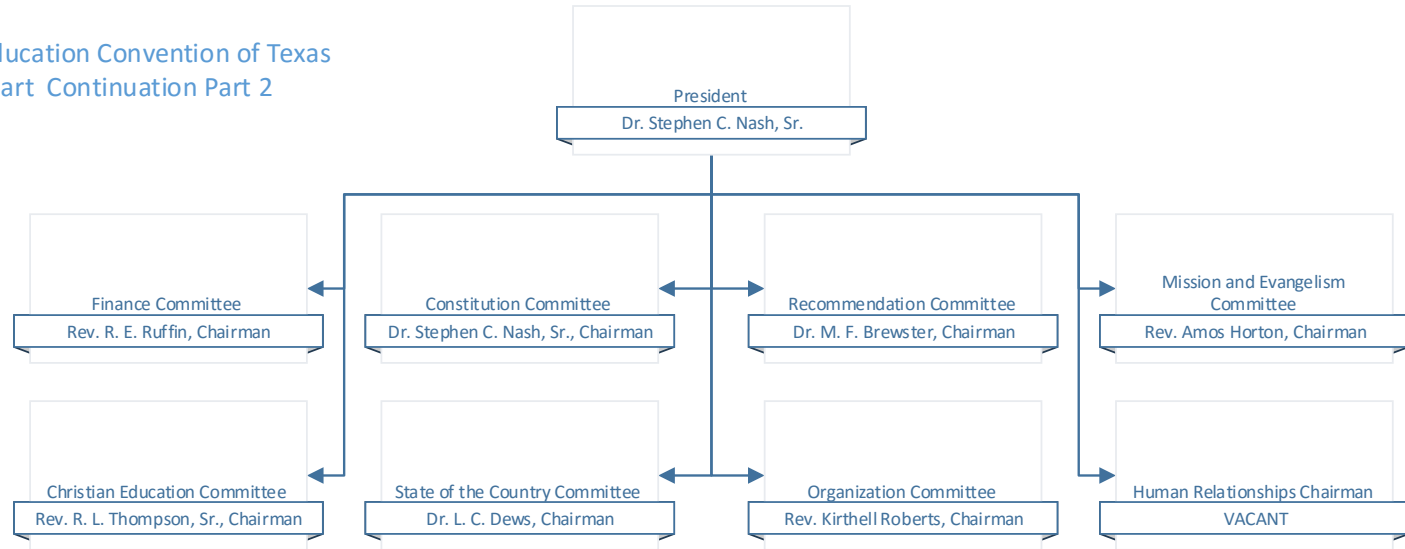 ducation Convention of Texas
art Continuation Part 2
President
Dr. Stephen C. Nash, Sr.
Finance Committee
Rev. R. E. Ruffin, Chairman
Constitution Committee
Dr. Stephen C. Nash, Sr., Chairman
Recommendation Committee
Dr. M. F. Brewster, Chairman
Mission and Evangelism
Committee
Rev. Amos Horton, Chairman
Christian Education Committee
Rev. R. L. Thompson, Sr., Chairman
State of the Country Committee
Dr. L. C. Dews, Chairman
Organization Committee
Rev. Kirthell Roberts, Chairman
Human Relationships Chairman
VACANT